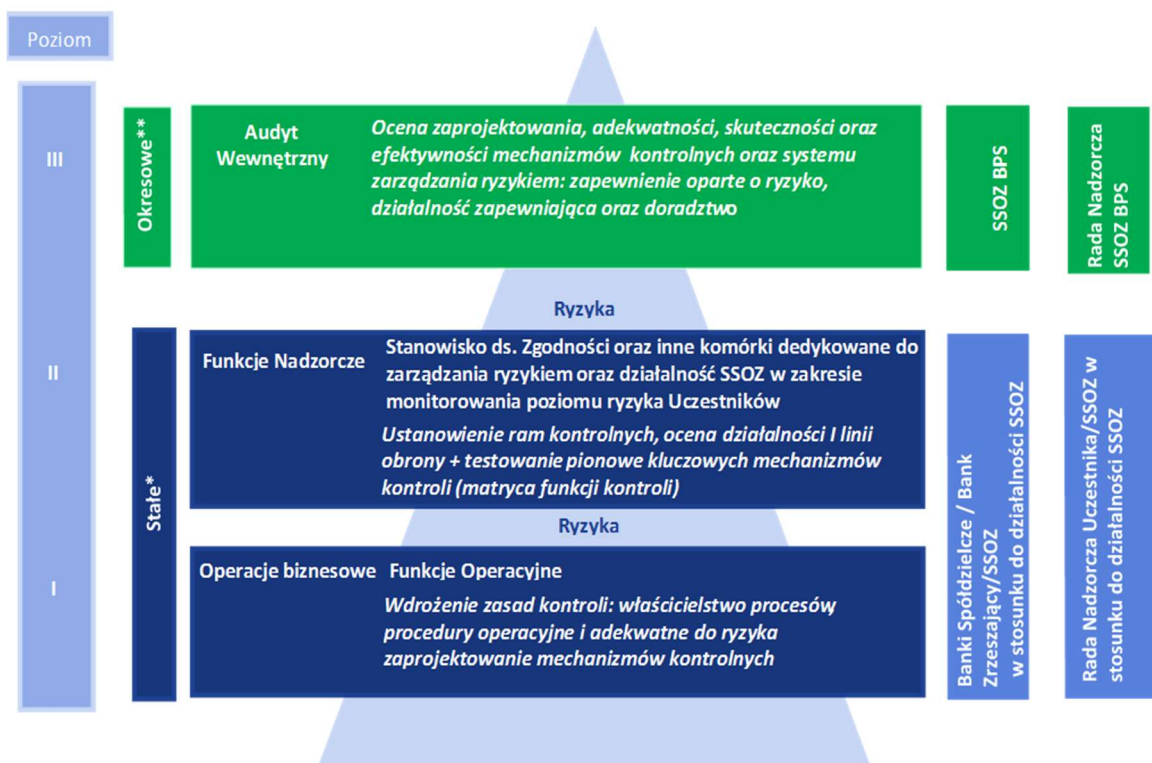 Poziom
III
Okresowe**
Audyt
Wewnętrzny
Ocena zaprojektowania, adekwatności, skuteczności oraz
efektywności mechanizmów kontrolnych oraz systemu
zarządzania ryzykiem: zapewnienie oparte o ryzyko,
działalność zapewniająca oraz doradztwo
SSOZ BPS
Rada Nadzorcza
SSOZ BPS
Ryzyka
II
Stałe*
Funkcje Nadzorcze
Stanowisko ds. Zgodności oraz inne komórki dedykowane do
zarządzania ryzykiem oraz działalność SSOZ w zakresie
monitorowania poziomu ryzyka Uczestników
Ustanowienie ram kontrolnych, ocena działalności I linii
obrony + testowanie pionowe kluczowych mechanizmów
kontroli (matryca funkcji kontroli)
Ryzyka
I
Operacje biznesowe
Funkcje Operacyjne
Wdrożenie zasad kontroli: właścicielstwo procesów,
procedury operacyjne i adekwatne do ryzyka
zaprojektowanie mechanizmów kontrolnych
Banki Spółdzielcze / Bank
Zrzeszający/SSOZ
w stosunku do działalności SSOZ
Rada Nadzorcza Uczestnika/SSOZ w
stosunku do działalności SSOZ